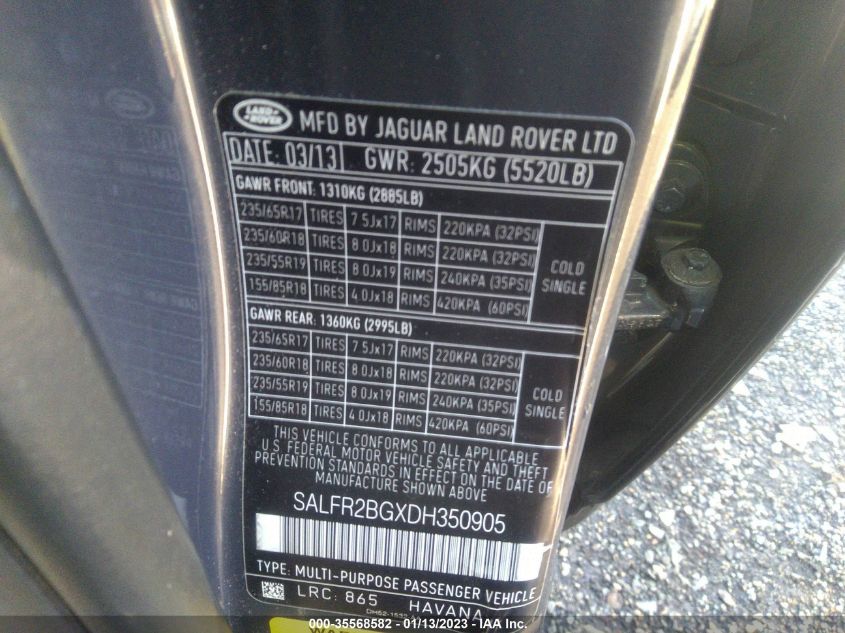 LAND ROVER
MFD BY JAGUAR LAND ROVER LTD
DATE: 03/13 GWR: 2505KG (5520LB)
GAWR FRONT: 1310KG (2885LB)
235/65R17 TIRES 7.5Jx17 RIMS 220KPA (32PSI)
235/60R18 TIRES 8.0Jx18 RIMS 220KPA (32PSI)
235/55R19 TIRES 8.0Jx19 RIMS 240KPA (35PSI)
155/85R18 TIRES 4.0Jx18 RIMS 420KPA (60PSI)
COLD
SINGLE
GAWR REAR: 1360KG (2995LB)
235/65R17 TIRES 7.5Jx17 RIMS 220KPA (32PSI)
235/60R18 TIRES 8.0Jx18 RIMS 220KPA (32PSI)
235/55R19 TIRES 8.0Jx19 RIMS 240KPA (35PSI)
155/85R18 TIRES 4.0Jx18 RIMS 420KPA (60PSI)
COLD
SINGLE
THIS VEHICLE CONFORMS TO ALL APPLICABLE
U.S. FEDERAL MOTOR VEHICLE SAFETY AND THEFT
PREVENTION STANDARDS IN EFFECT ON THE DATE OF
MANUFACTURE SHOWN ABOVE
SALFR2BGXDH350905
TYPE: MULTI-PURPOSE PASSENGER VEHICLE
LRC: 865 HAVANA
000-35568582 - 01/13/2023 - IAA Inc.